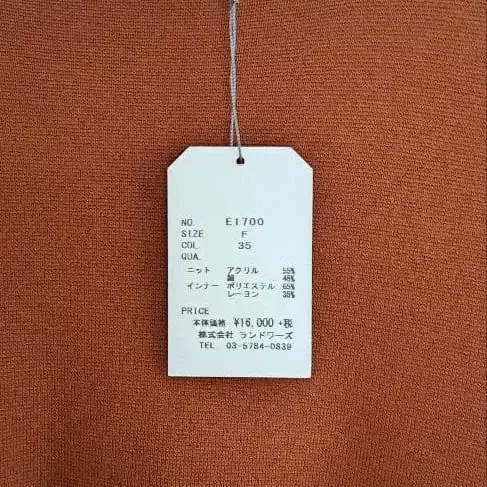 NO. E1700
SIZE F
COL 35
QUA.
ニット アクリル 55%
綿 45%
インナー ポリエステル 65%
レーヨン 35%
PRICE
本体価格 ¥16,000 +税
株式会社 ランドワーズ
TEL 03-5784-0839